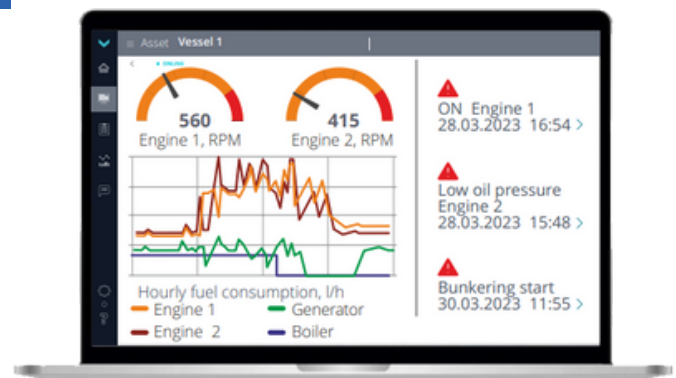 Asset Vessel 1
ONLINE
560
Engine 1, RPM
415
Engine 2, RPM
Hourly fuel consumption, l/h
Engine 1
Generator
Engine 2
Boiler
ON Engine 1
28.03.2023 16:54 >
Low oil pressure
Engine 2
28.03.2023 15:48 >
Bunkering start
30.03.2023 11:55 >